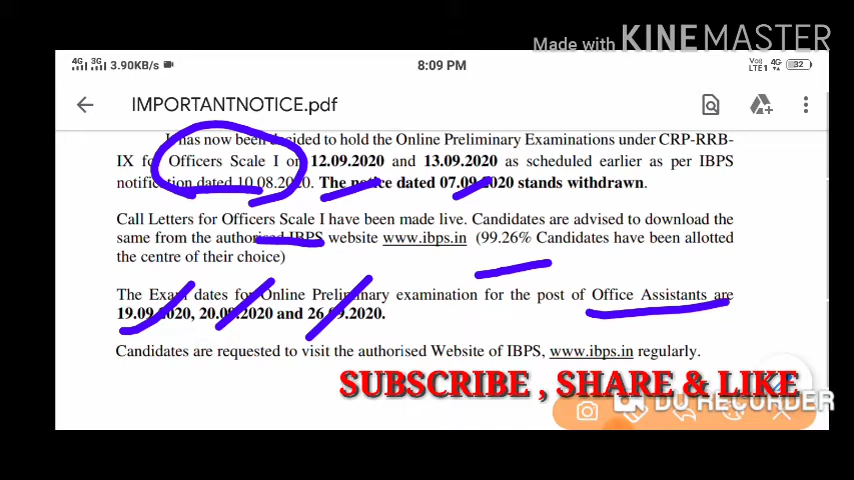 Made with KINEMASTER
4G 3G 3.90KB/s 8:09 PM Vo) LTE1 4G 32
IMPORTANTNOTICE.pdf
It has now been decided to hold the Online Preliminary Examinations under CRP-RRB-
IX for Officers Scale I on 12.09.2020 and 13.09.2020 as scheduled earlier as per IBPS
notification dated 10.08.2020. The notice dated 07.09.2020 stands withdrawn.
Call Letters for Officers Scale I have been made live. Candidates are advised to download the
same from the authorised IBPS website www.ibps.in (99.26% Candidates have been allotted
the centre of their choice)
The Exam dates for Online Preliminary examination for the post of Office Assistants are
19.09.2020, 20.09.2020 and 26.09.2020.
Candidates are requested to visit the authorised Website of IBPS, www.ibps.in regularly.
SUBSCRIBE , SHARE & LIKE
DU RECORDER